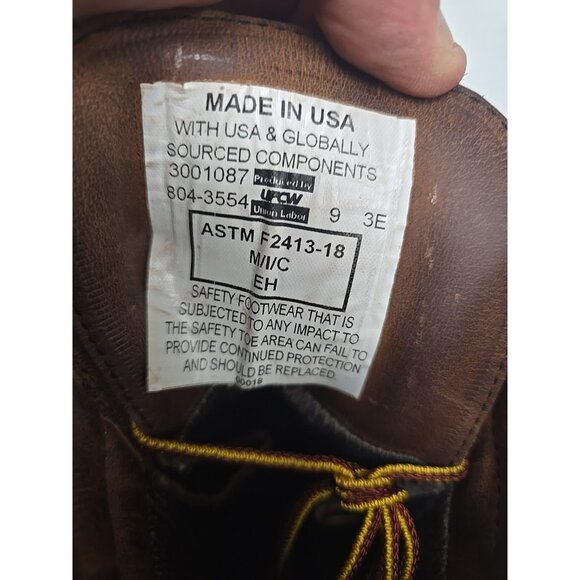 MADE IN USA
WITH USA & GLOBALLY
SOURCED COMPONENTS
3001087 Produced by
804-3554 UFCW 9 3E
Union Labor
ASTM F2413-18
M/I/C
EH
SAFETY FOOTWEAR THAT IS
SUBJECTED TO ANY IMPACT TO
THE SAFETY TOE AREA CAN FAIL TO
PROVIDE CONTINUED PROTECTION
AND SHOULD BE REPLACED.
00018